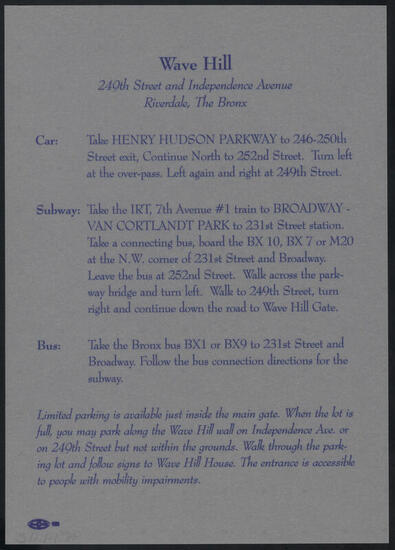 Wave Hill
249th Street and Independence Avenue
Riverdale, The Bronx
Car: Take HENRY HUDSON PARKWAY to 246-250th
Street exit, Continue North to 252nd Street. Turn left
at the over-pass. Left again and right at 249th Street.
Subway: Take the IRT, 7th Avenue #1 train to BROADWAY -
VAN CORTLANDT PARK to 231st Street station.
Take a connecting bus, board the BX 10, BX 7 or M20
at the N.W. corner of 231st Street and Broadway.
Leave the bus at 252nd Street. Walk across the park-
way bridge and turn left. Walk to 249th Street, turn
right and continue down the road to Wave Hill Gate.
Bus: Take the Bronx bus BX1 or BX9 to 231st Street and
Broadway. Follow the bus connection directions for the
subway.
Limited parking is available just inside the main gate. When the lot is
full, you may park along the Wave Hill wall on Independence Ave. or
on 249th Street but not within the grounds. Walk through the park-
ing lot and follow signs to Wave Hill House. The entrance is accessible
to people with mobility impairments.